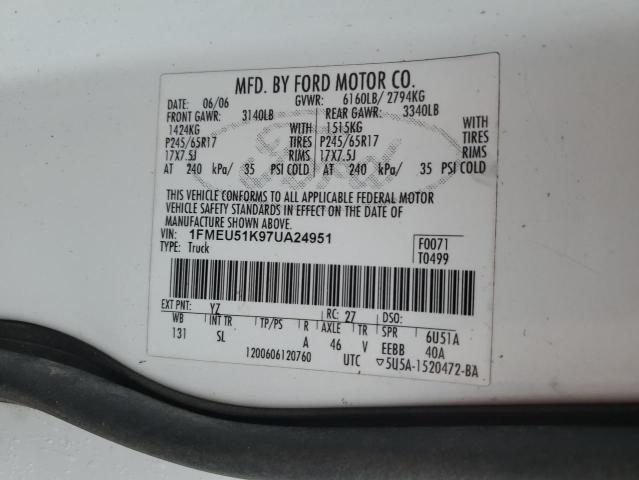 MFD. BY FORD MOTOR CO.
DATE: 06/06 GVWR: 6160LB/ 2794KG
FRONT GAWR: 3140LB REAR GAWR: 3340LB
1424KG WITH 1515KG WITH
P245/65R17 TIRES P245/65R17 TIRES
17X7.5J RIMS 17X7.5J RIMS
AT 240 kPa/ 35 PSI COLD AT 240 kPa/ 35 PSI COLD
THIS VEHICLE CONFORMS TO ALL APPLICABLE FEDERAL MOTOR
VEHICLE SAFETY STANDARDS IN EFFECT ON THE DATE OF
MANUFACTURE SHOWN ABOVE.
VIN: 1FMEU51K97UA24951 F0071
TYPE: Truck T0499
EXT PNT: YZ RC: 27 DSO:
WB INT TR TP/PS R AXLE TR SPR 6U51A
131 SL A 46 V EEBB 40A
1200606120760 UTC ▽5U5A-1520472-BA
Ford